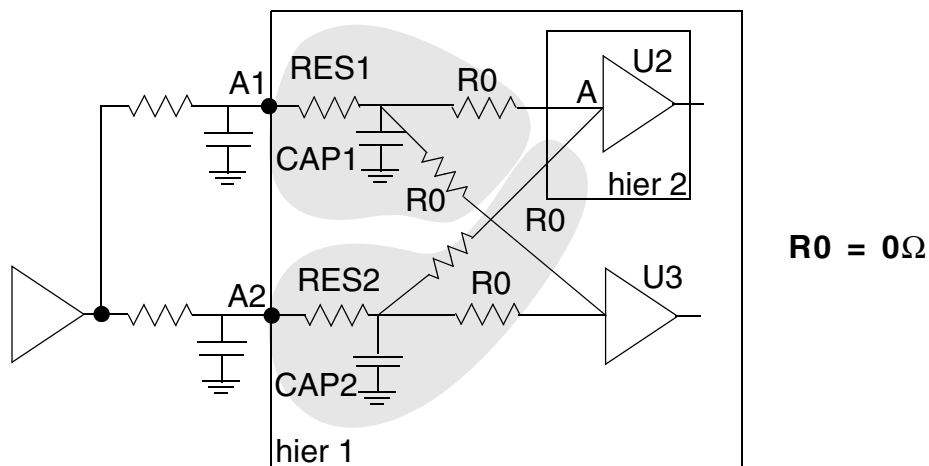 A1
RES1
R0
U2
A
CAP1
hier 2
R0
R0
R0 = 0Ω
A2
RES2
R0
U3
CAP2
hier 1